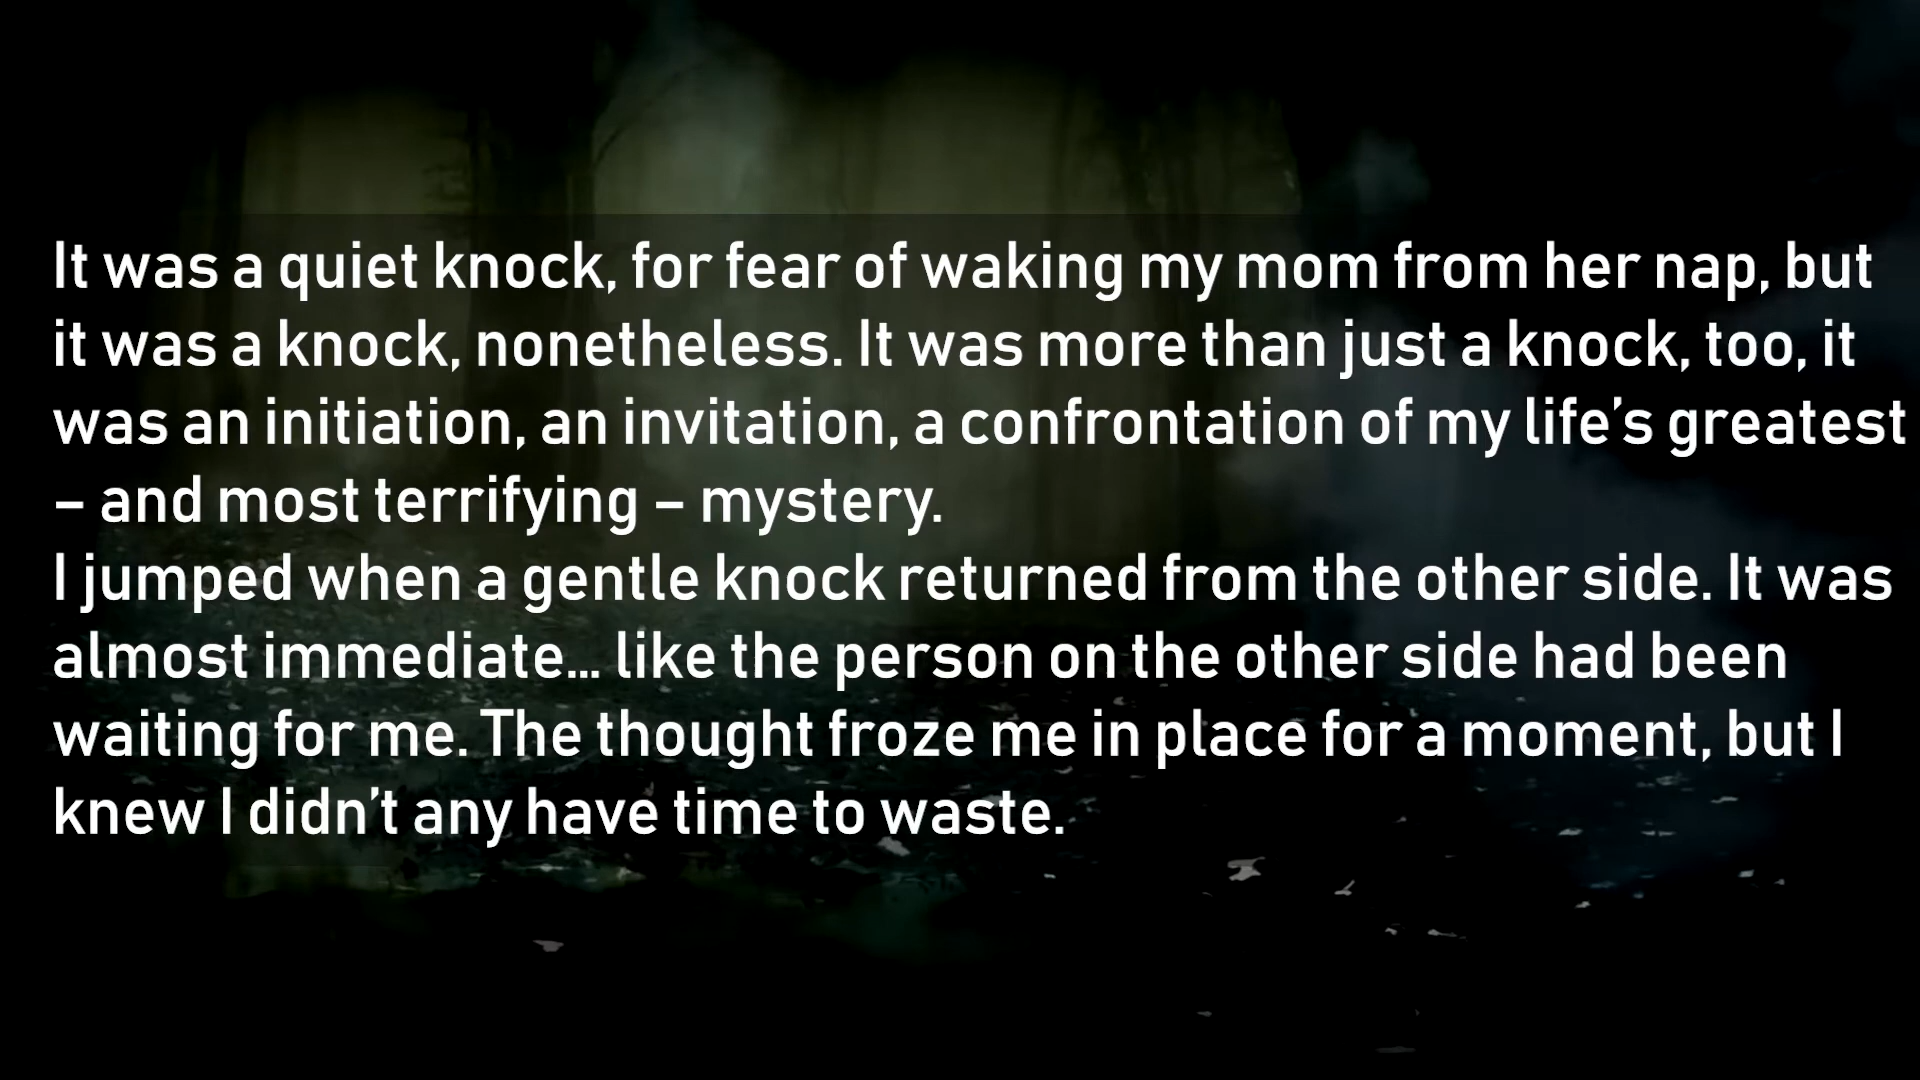 It was a quiet knock, for fear of waking my mom from her nap, but
it was a knock, nonetheless. It was more than just a knock, too, it
was an initiation, an invitation, a confrontation of my life’s greatest
– and most terrifying – mystery.
I jumped when a gentle knock returned from the other side. It was
almost immediate... like the person on the other side had been
waiting for me. The thought froze me in place for a moment, but I
knew I didn’t any have time to waste.